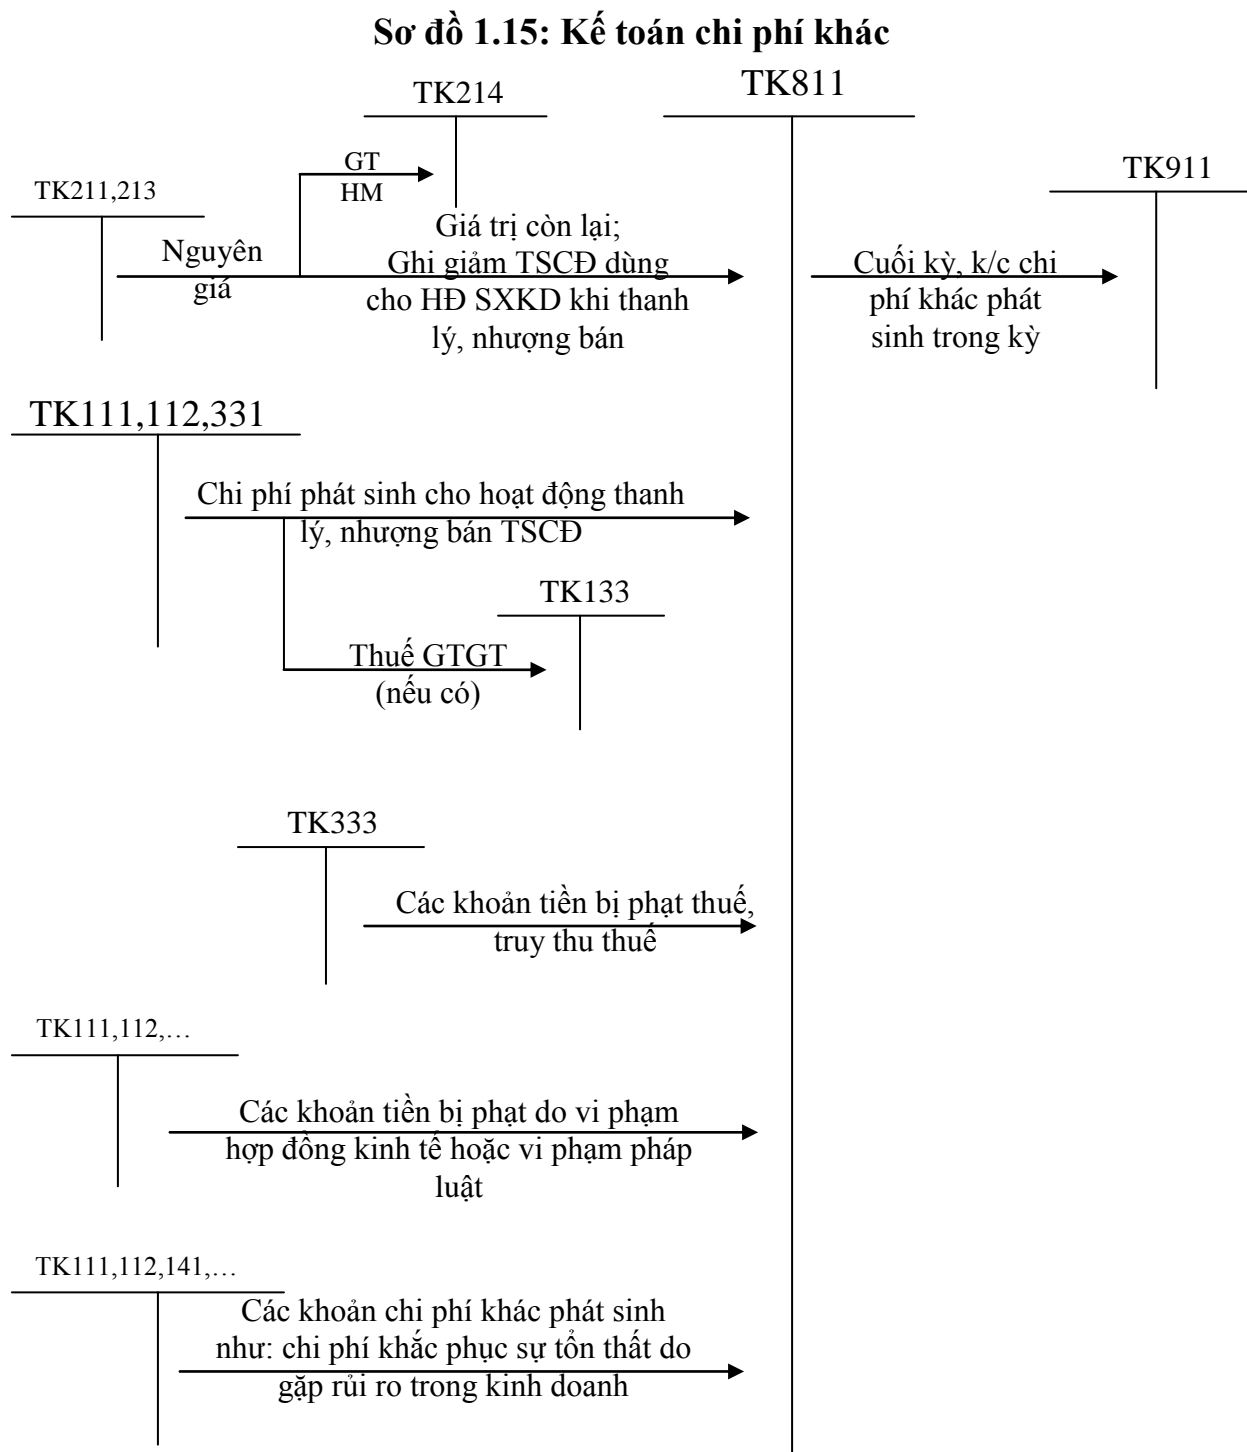 Sơ đồ 1.15: Kế toán chi phí khác
TK214
TK811
TK911
TK211,213
GT
HM
Nguyên
giá
Giá trị còn lại;
Ghi giảm TSCĐ dùng
cho HĐ SXKD khi thanh
lý, nhượng bán
Cuối kỳ, k/c chi
phí khác phát
sinh trong kỳ
TK111,112,331
Chi phí phát sinh cho hoạt động thanh
lý, nhượng bán TSCĐ
TK133
Thuế GTGT
(nếu có)
TK333
Các khoản tiền bị phạt thuế,
truy thu thuế
TK111,112,…
Các khoản tiền bị phạt do vi phạm
hợp đồng kinh tế hoặc vi phạm pháp
luật
TK111,112,141,…
Các khoản chi phí khác phát sinh
như: chi phí khắc phục sự tổn thất do
gặp rủi ro trong kinh doanh